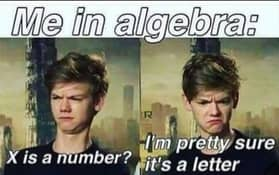 Me in algebra:
X is a number?
I'm pretty sure
it's a letter